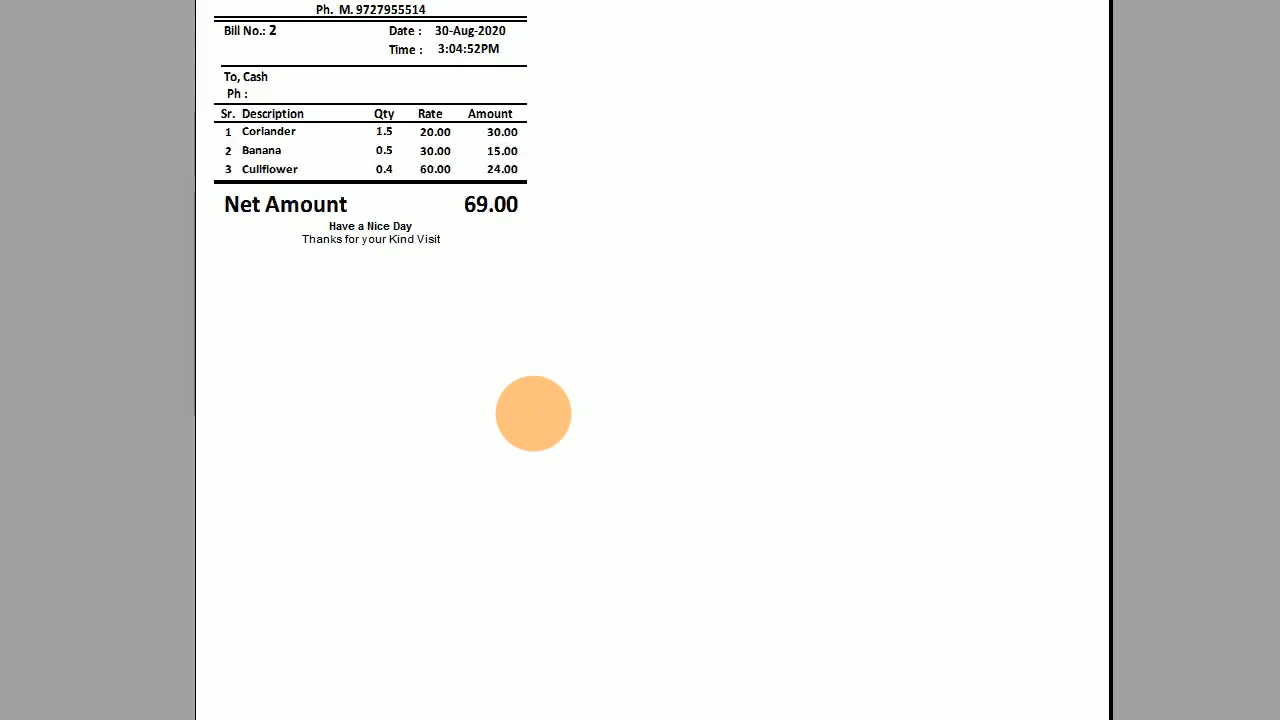 Ph. M. 9727955514
Bill No.: 2 Date : 30-Aug-2020
Time : 3:04:52PM
To, Cash
Ph :
Sr. Description Qty Rate Amount
1 Coriander 1.5 20.00 30.00
2 Banana 0.5 30.00 15.00
3 Culiflower 0.4 60.00 24.00
Net Amount 69.00
Have a Nice Day
Thanks for your Kind Visit